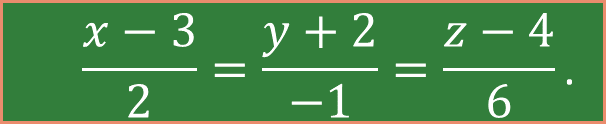 (x − 3)/2 = (y + 2)/−1 = (z − 4)/6 .